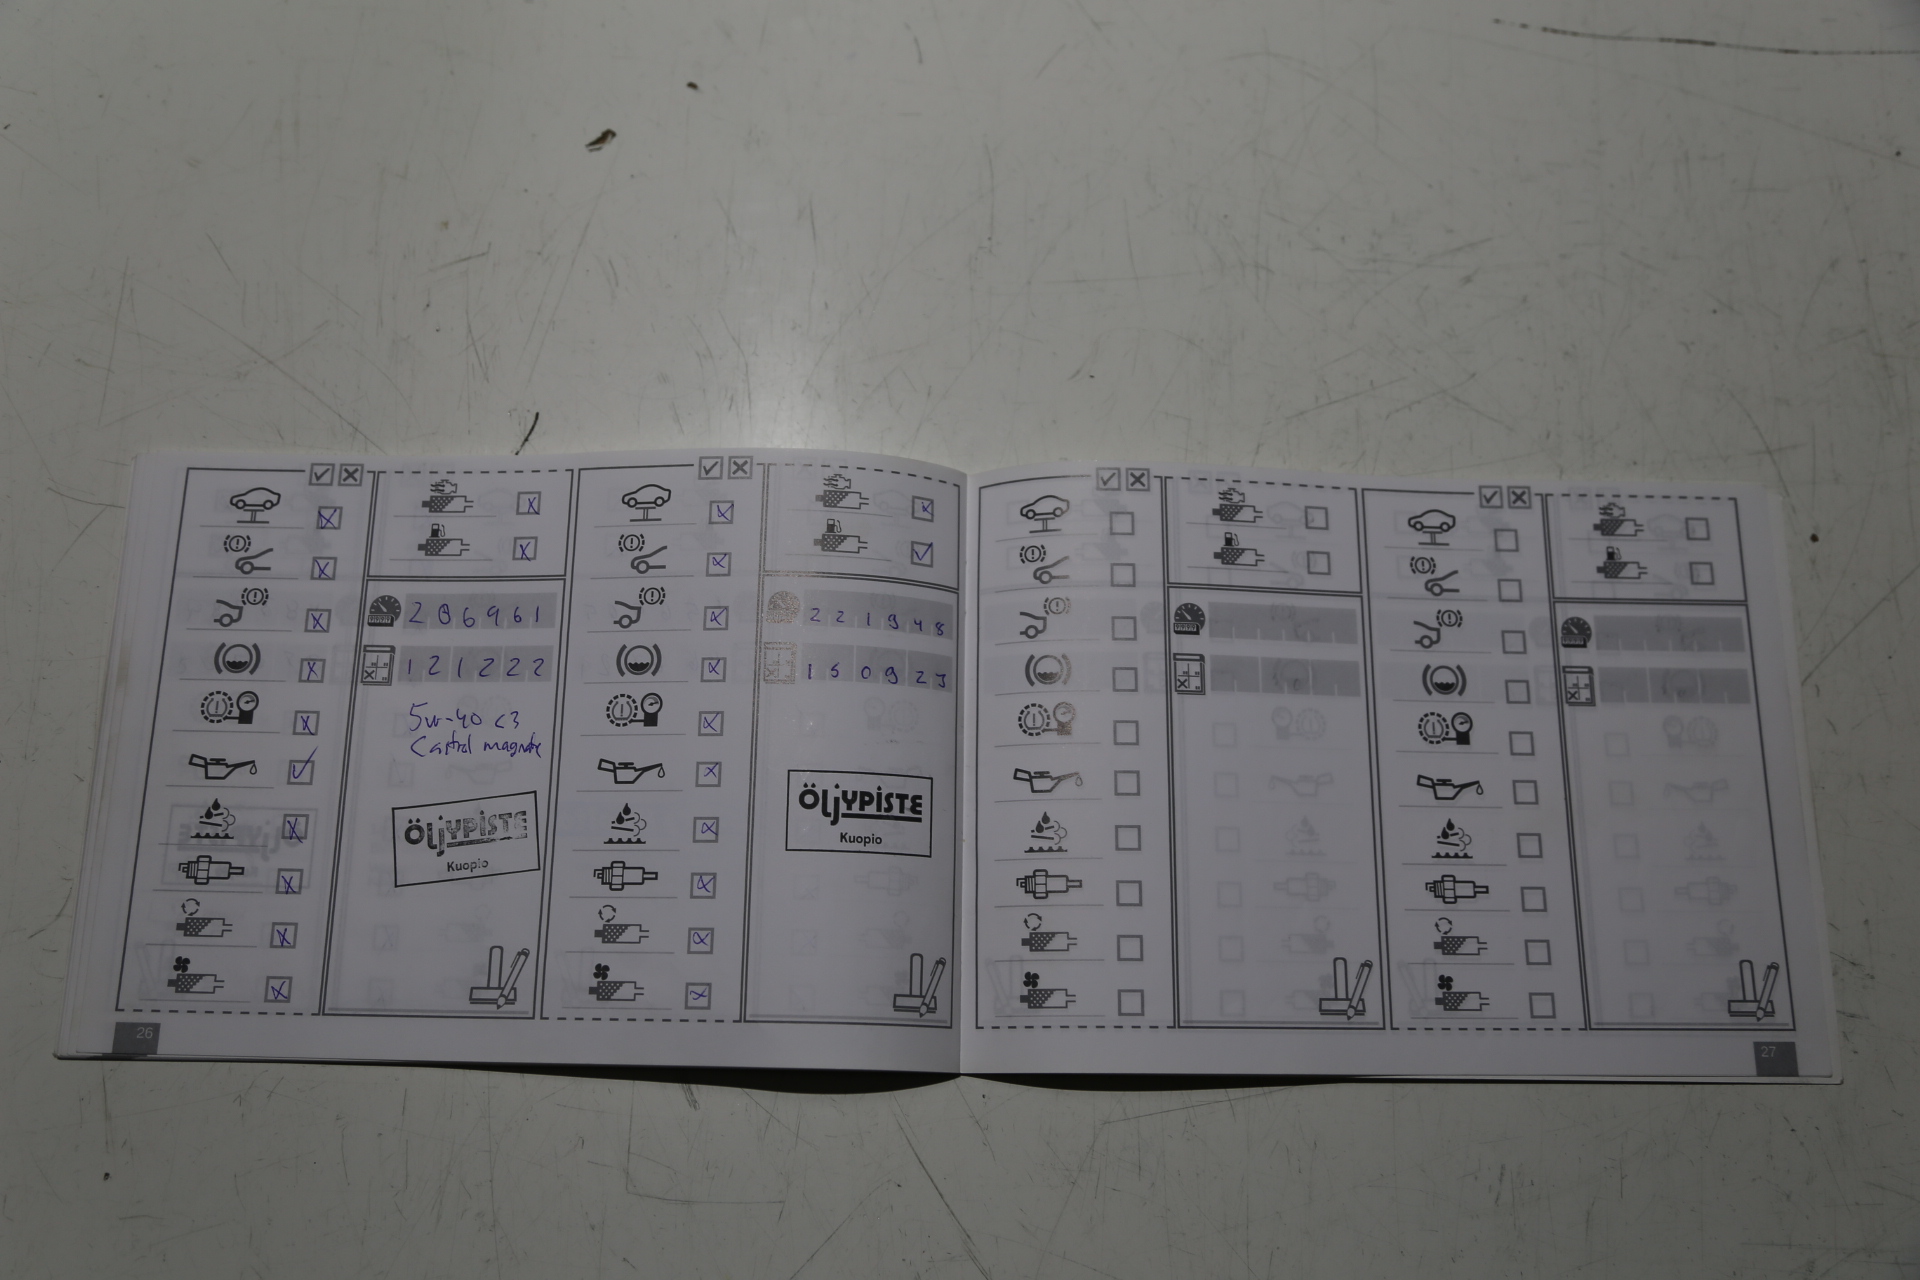 206961
121222
5w-40 c3
Castrol magnatec
ÖLJYPISTE
Kuopio
221948
150923
ÖLJYPISTE
Kuopio
26
27